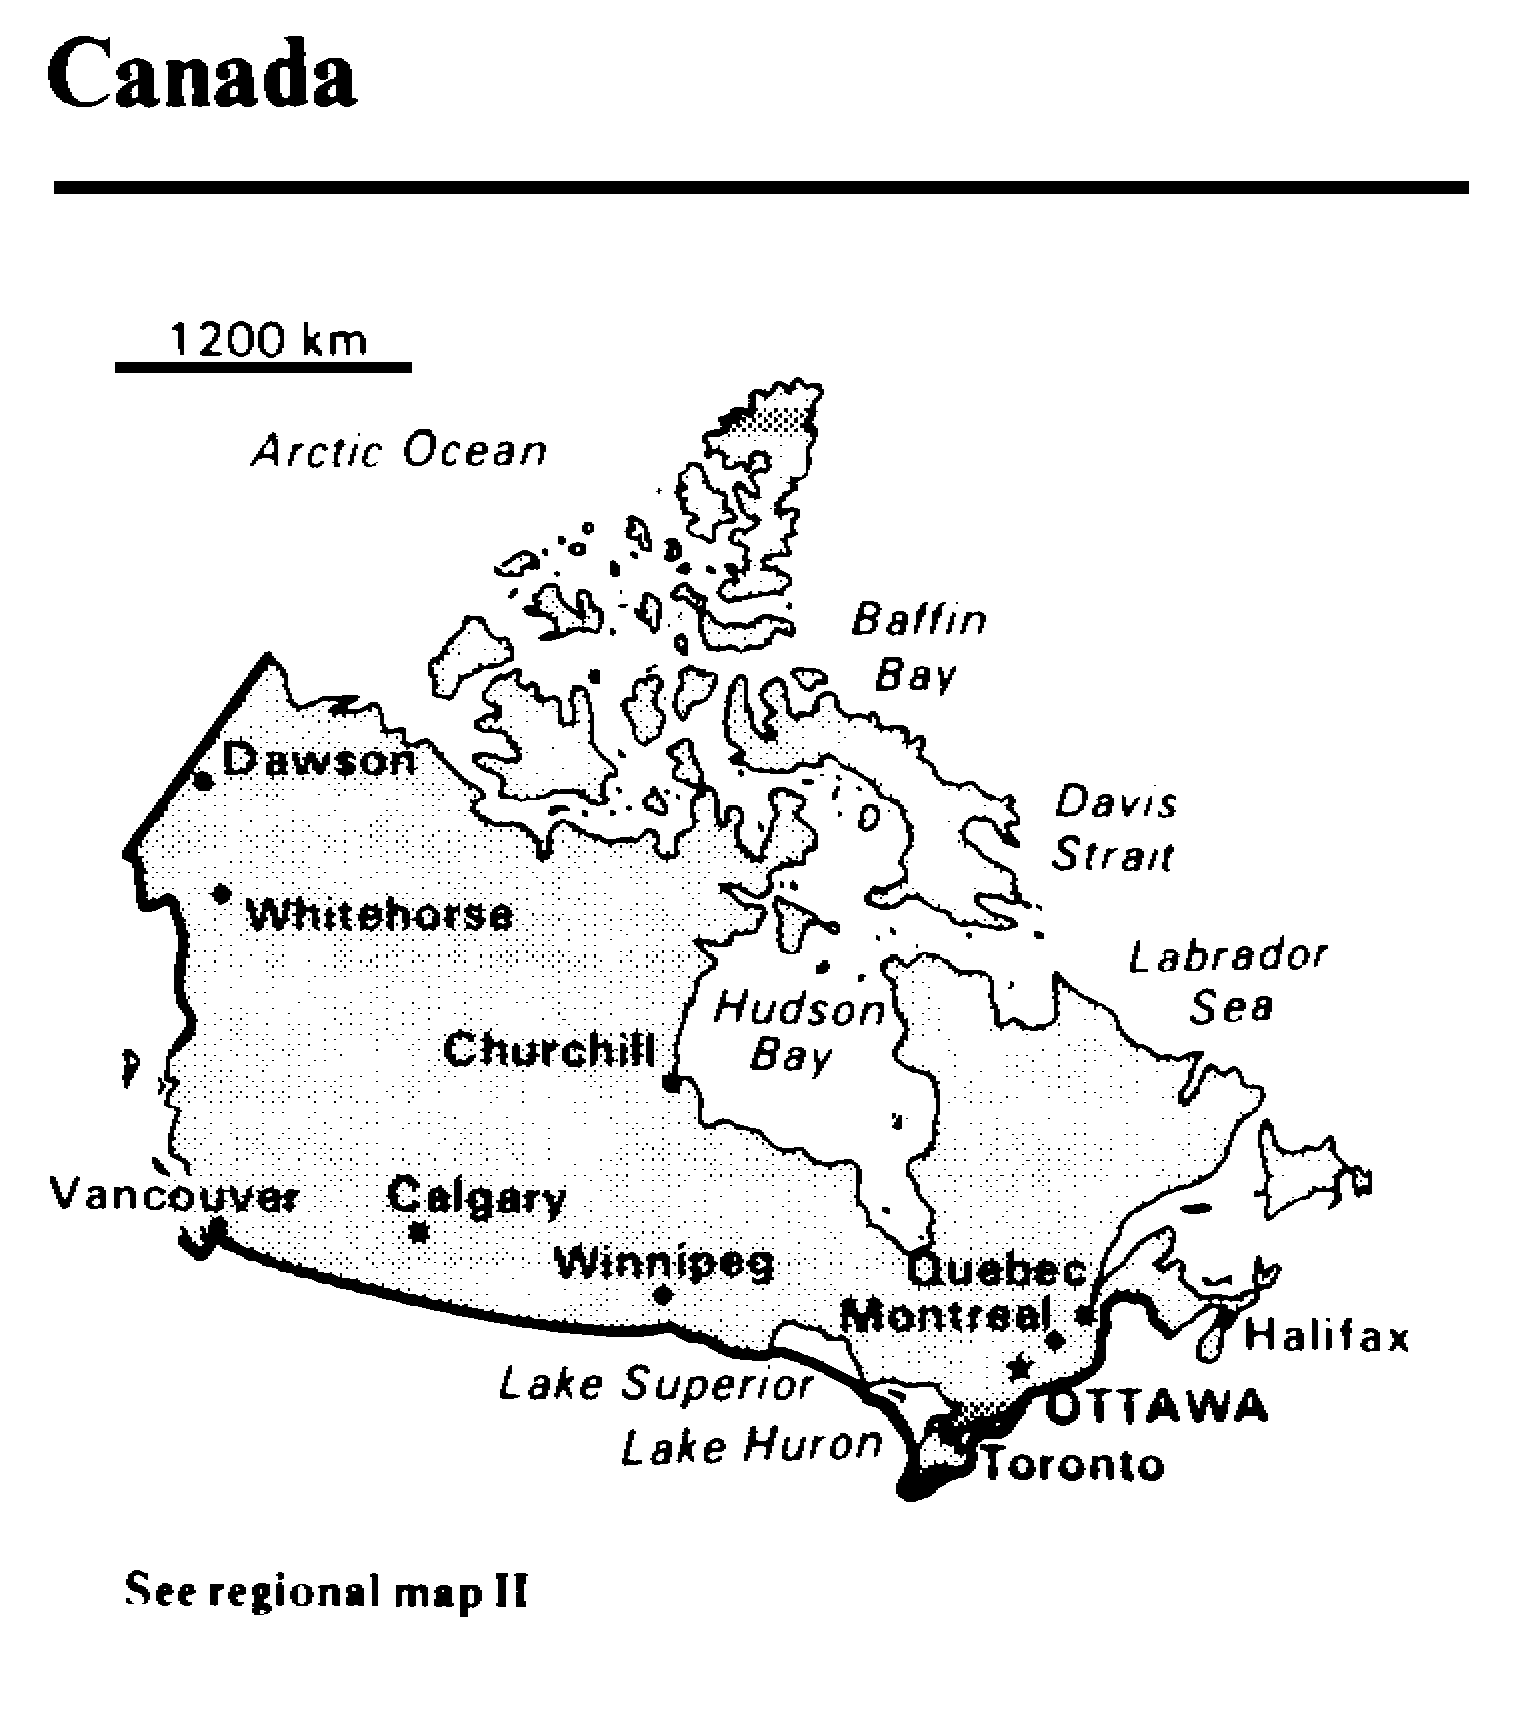 Canada
1200 km
Arctic Ocean
Baffin
Bay
Dawson
Davis
Strait
Whitehorse
Labrador
Sea
Hudson
Bay
Churchill
Vancouver
Calgary
Winnipeg
Quebec
Montreal
Halifax
Lake Superior
OTTAWA
Lake Huron
Toronto
See regional map II